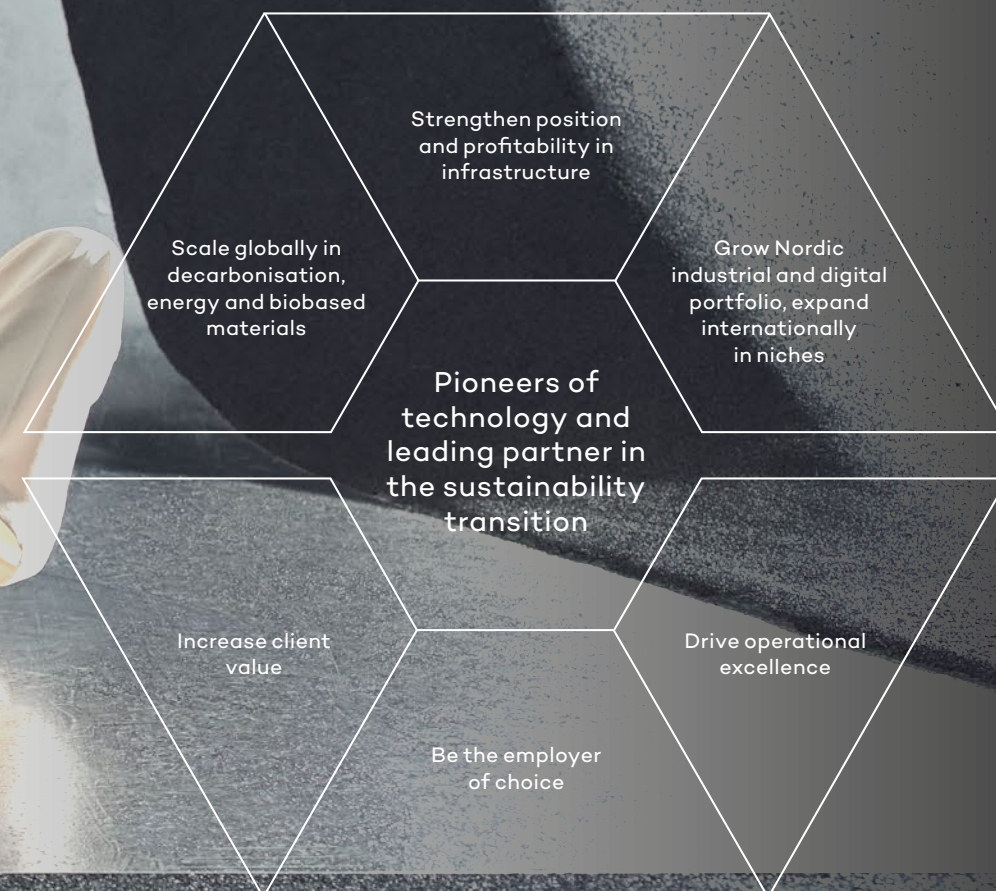 Strengthen position
and profitability in
infrastructure
Scale globally in
decarbonisation,
energy and biobased
materials
Grow Nordic
industrial and digital
portfolio, expand
internationally
in niches
Pioneers of
technology and
leading partner in
the sustainability
transition
Increase client
value
Drive operational
excellence
Be the employer
of choice